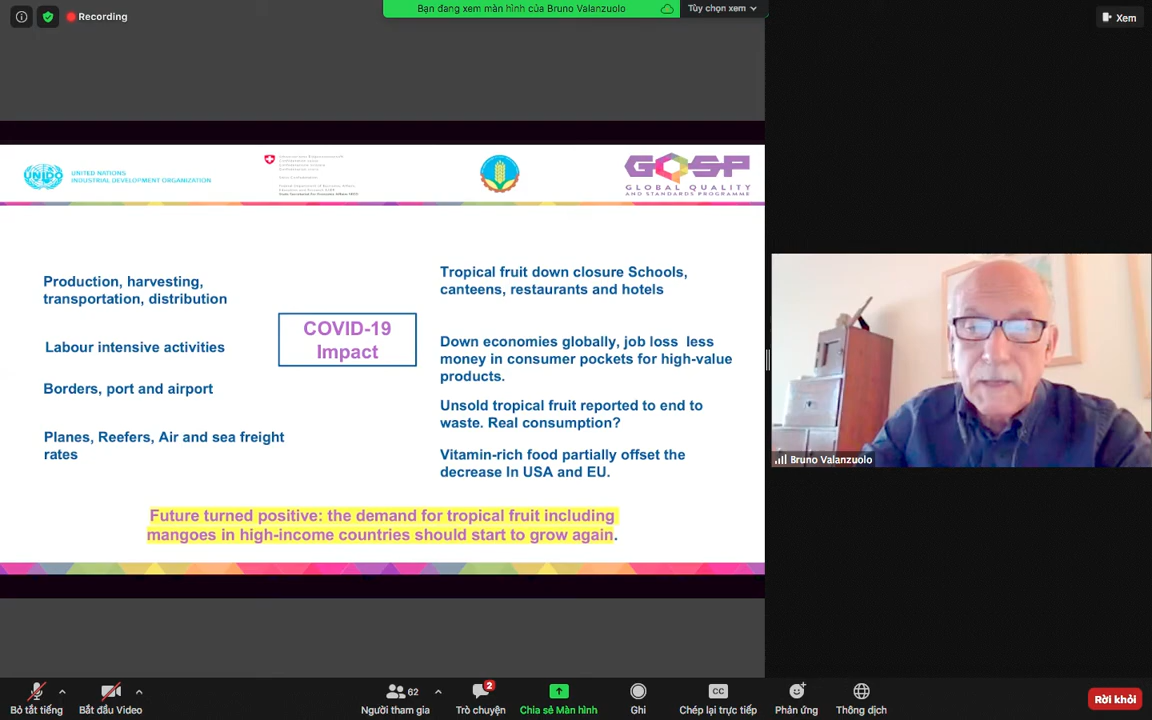 Recording
Bạn đang xem màn hình của Bruno Valanzuolo
Tùy chọn xem
Xem
UNIDO
UNITED NATIONS
INDUSTRIAL DEVELOPMENT ORGANIZATION
GQSP
GLOBAL QUALITY
AND STANDARDS PROGRAMME
Production, harvesting,
transportation, distribution
Labour intensive activities
Borders, port and airport
Planes, Reefers, Air and sea freight
rates
COVID-19
Impact
Tropical fruit down closure Schools,
canteens, restaurants and hotels
Down economies globally, job loss less
money in consumer pockets for high-value
products.
Unsold tropical fruit reported to end to
waste. Real consumption?
Vitamin-rich food partially offset the
decrease In USA and EU.
Future turned positive: the demand for tropical fruit including
mangoes in high-income countries should start to grow again.
Bruno Valanzuolo
Bỏ tắt tiếng
Bắt đầu Video
62
Người tham gia
2
Trò chuyện
Chia sẻ Màn hình
Ghi
CC
Chép lại trực tiếp
Phản ứng
Thông dịch
Rời khỏi